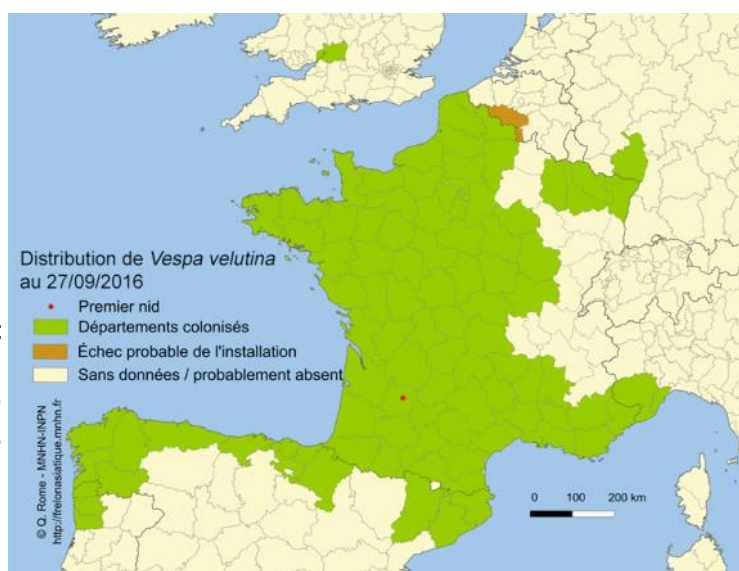 Distribution de Vespa velutina
au 27/09/2016
Premier nid
Départements colonisés
Échec probable de l'installation
Sans données / probablement absent
0 100 200 km
© Q. Rome - MNHN-INPN
http://frelonasiatique.mnhn.fr